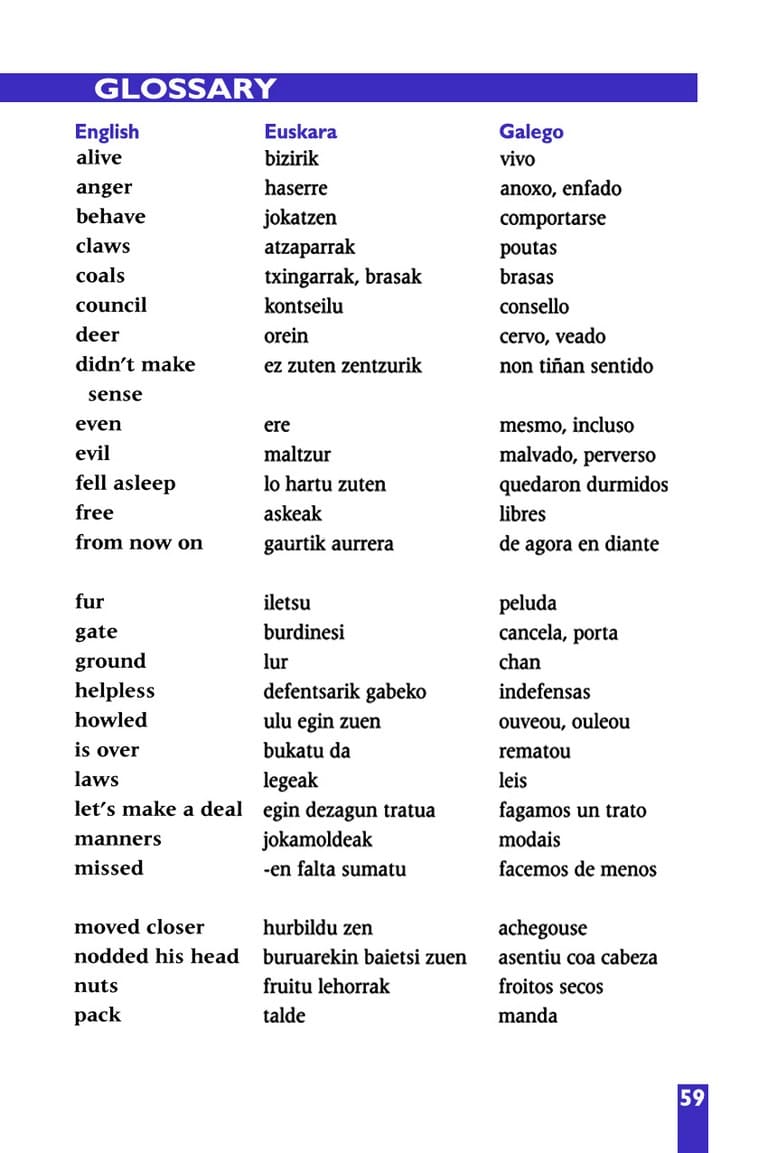 GLOSSARY
English Euskara Galego
alive bizirik vivo
anger haserre anoxo, enfado
behave jokatzen comportarse
claws atzaparrak poutas
coals txingarrak, brasak brasas
council kontseilu consello
deer orein cervo, veado
didn't make ez zuten zentzurik non tiñan sentido
sense
even ere mesmo, incluso
evil maltzur malvado, perverso
fell asleep lo hartu zuten quedaron durmidos
free askeak libres
from now on gaurtik aurrera de agora en diante
fur iletsu peluda
gate burdinesi cancela, porta
ground lur chan
helpless defentsarik gabeko indefensas
howled ulu egin zuen ouveou, ouleou
is over bukatu da rematou
laws legeak leis
let's make a deal egin dezagun tratua fagamos un trato
manners jokamoldeak modais
missed -en falta sumatu facemos de menos
moved closer hurbildu zen achegouse
nodded his head buruarekin baietsi zuen asentiu coa cabeza
nuts fruitu lehorrak froitos secos
pack talde manda
59